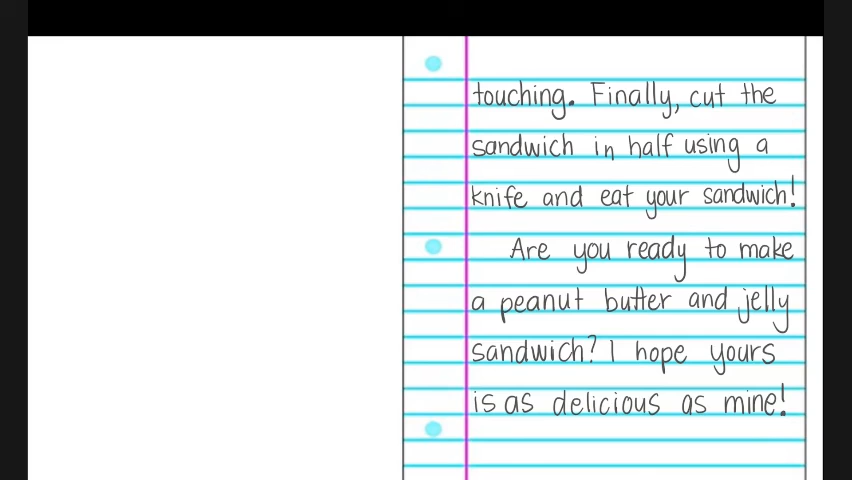 touching. Finally, cut the
sandwich in half using a
knife and eat your sandwich!
Are you ready to make
a peanut butter and jelly
sandwich? I hope yours
is as delicious as mine!